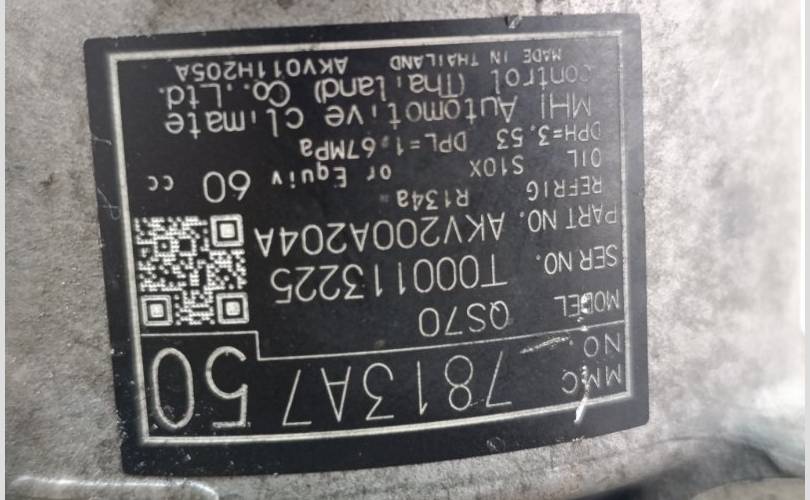 MMC NO. 7813A750
MODEL QS70
SER NO. T000113225
PART NO. AKV200A204A
REFRIG R134a
OIL S10X or Equiv 60 cc
DPH=3.53 DPL=1.67MPa
MHI Automotive Climate
Control (Thailand) Co., Ltd.
MADE IN THAILAND AKV011H205A